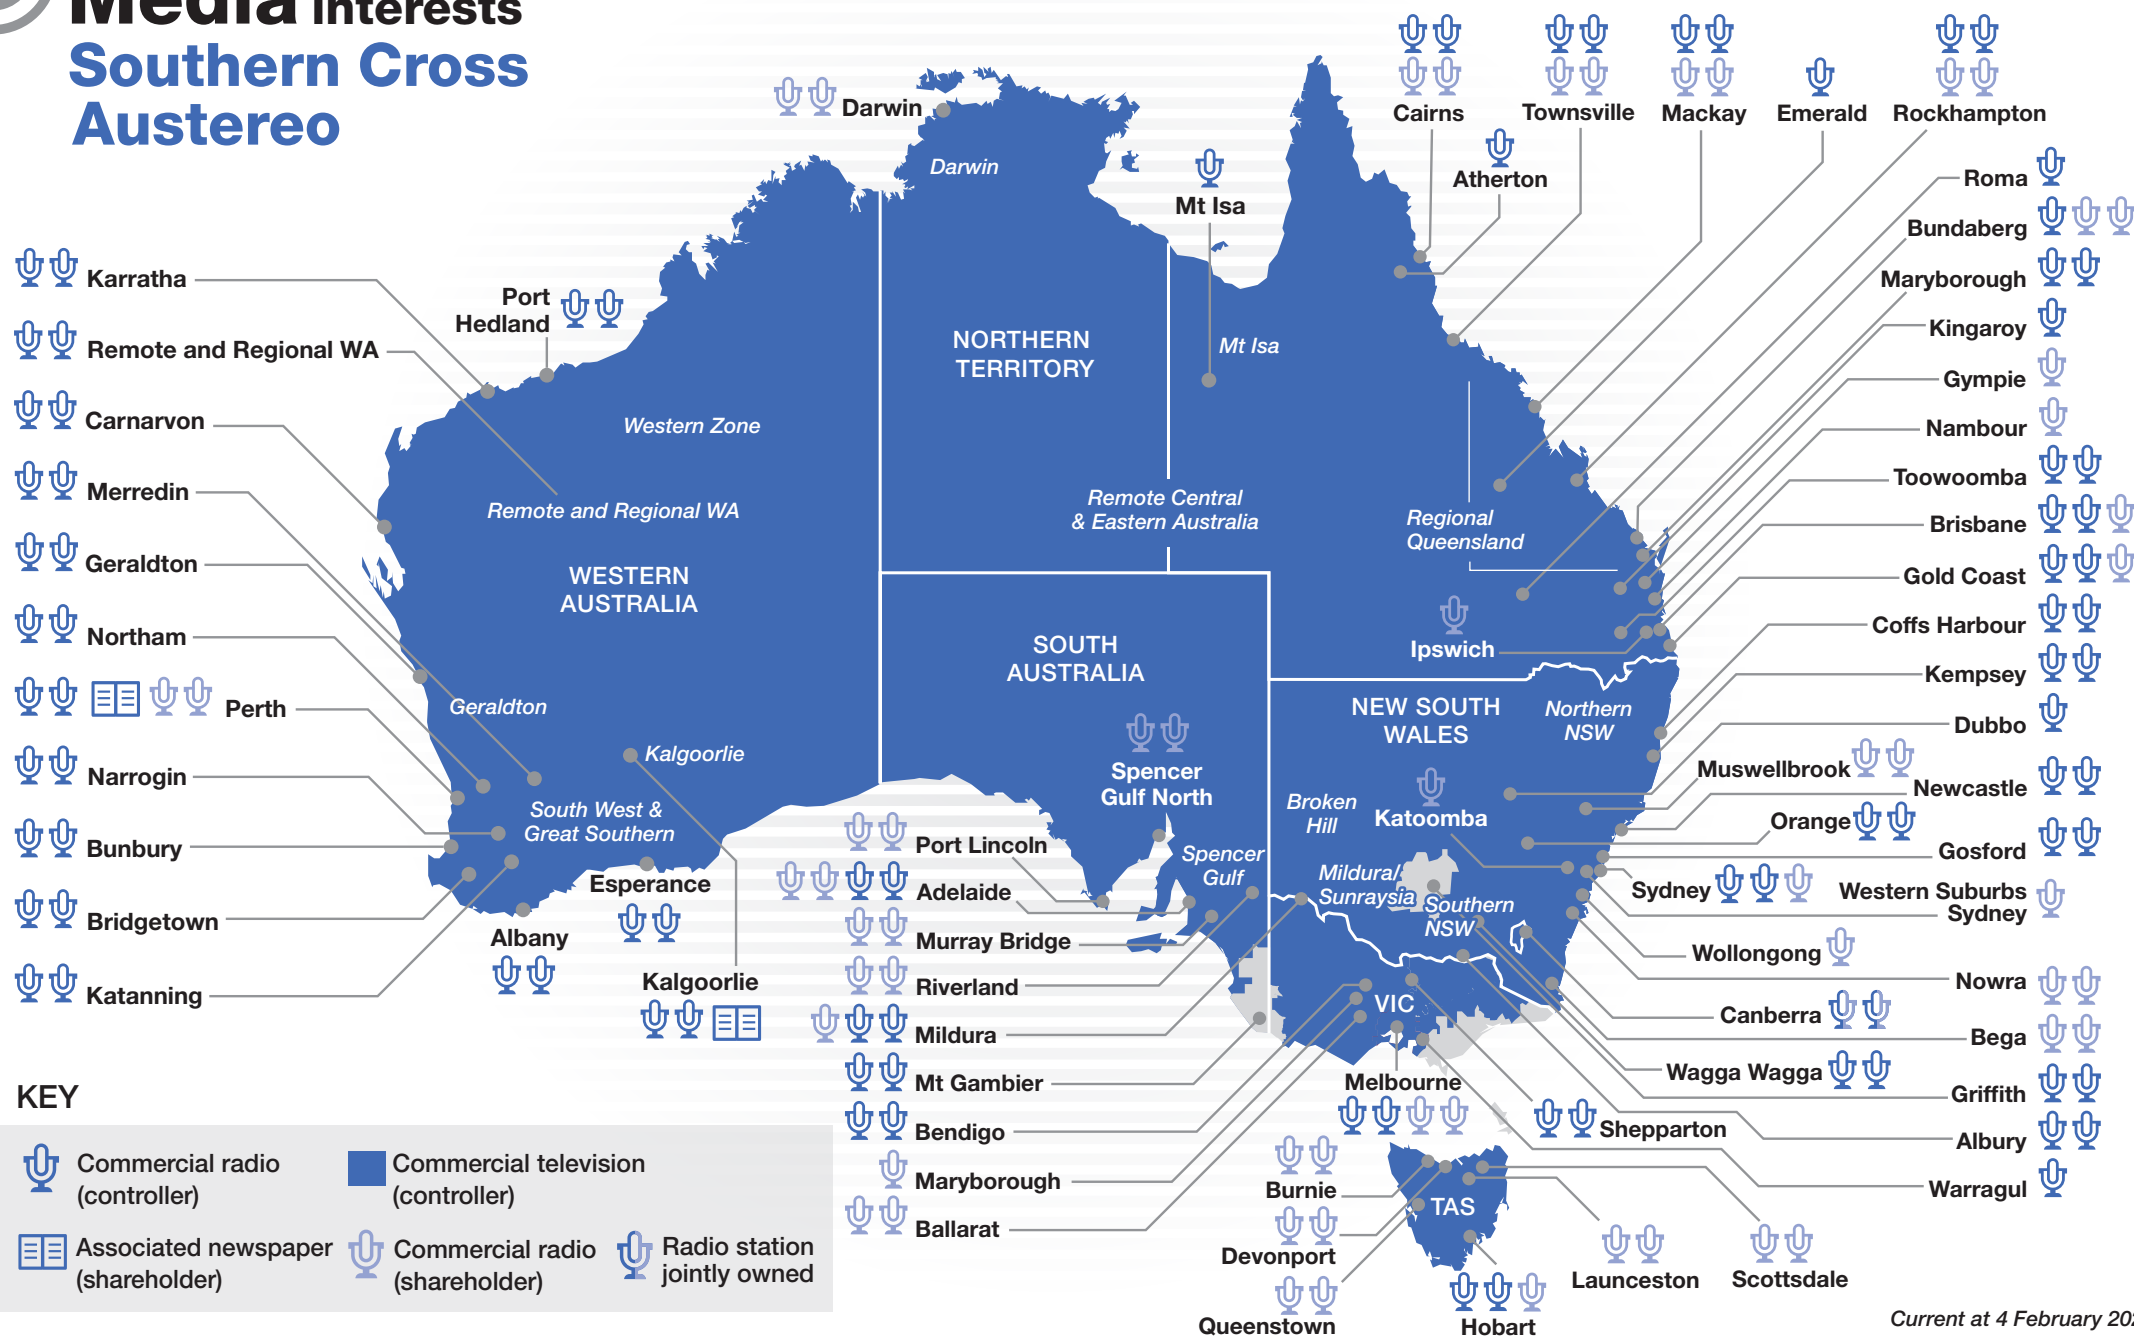 Media interests
Southern Cross
Austereo
Cairns
Townsville
Mackay
Emerald
Rockhampton
Darwin
Darwin
Atherton
Mt Isa
Mt Isa
Roma
Bundaberg
Maryborough
Kingaroy
Gympie
Nambour
Toowoomba
Brisbane
Gold Coast
Coffs Harbour
Kempsey
Dubbo
Muswellbrook
Newcastle
Orange
Gosford
Sydney
Western Suburbs
Sydney
Wollongong
Nowra
Canberra
Bega
Wagga Wagga
Griffith
Albury
Warragul
Karratha
Port
Hedland
Remote and Regional WA
Carnarvon
Merredin
Geraldton
Northam
Perth
Narrogin
Bunbury
Bridgetown
Katanning
Western Zone
Remote and Regional WA
WESTERN
AUSTRALIA
Geraldton
Kalgoorlie
South West &
Great Southern
Esperance
Albany
Kalgoorlie
NORTHERN
TERRITORY
Remote Central
& Eastern Australia
Regional
Queensland
Ipswich
SOUTH
AUSTRALIA
Spencer
Gulf North
Spencer
Gulf
NEW SOUTH
WALES
Northern
NSW
Broken
Hill
Katoomba
Mildura/
Sunraysia
Southern
NSW
Port Lincoln
Adelaide
Murray Bridge
Riverland
Mildura
Mt Gambier
Bendigo
Maryborough
Ballarat
VIC
Melbourne
Shepparton
Burnie
Devonport
Queenstown
TAS
Hobart
Launceston
Scottsdale
KEY
Commercial radio
(controller)
Commercial television
(controller)
Associated newspaper
(shareholder)
Commercial radio
(shareholder)
Radio station
jointly owned
Current at 4 February